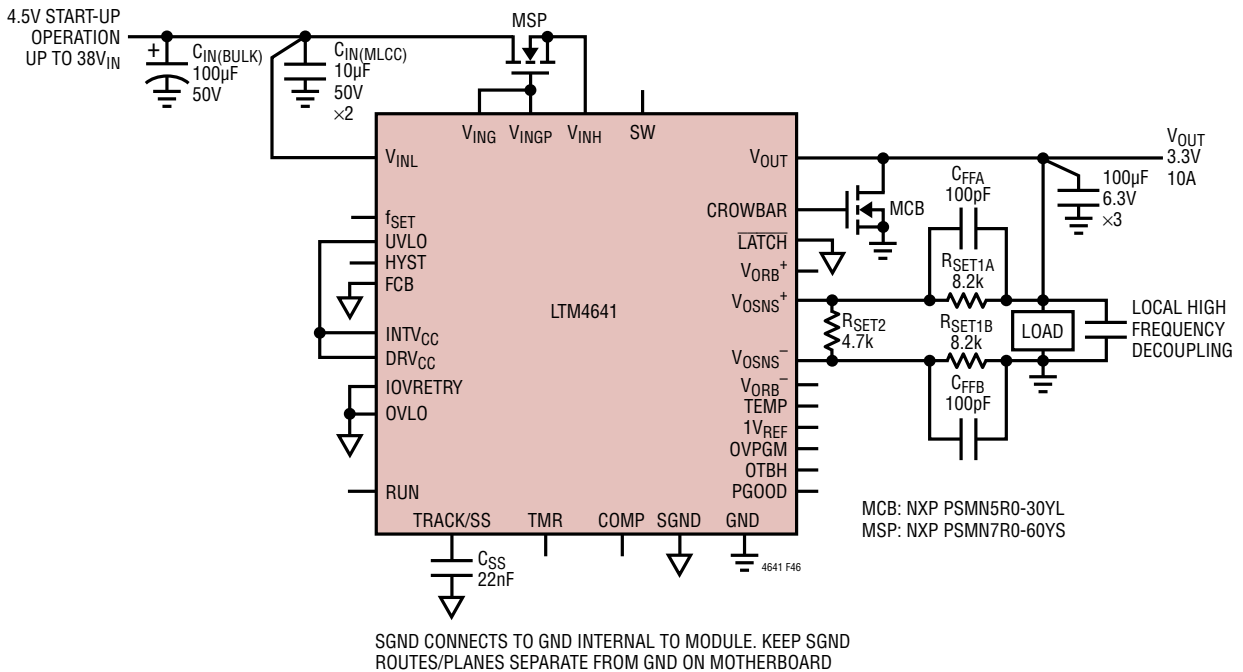 4.5V START-UP
OPERATION
UP TO 38VIN
+
CIN(BULK)
100µF
50V
CIN(MLCC)
10µF
50V
×2
MSP
VING
VINGP
VINH
SW
VINL
fSET
UVLO
HYST
FCB
INTVCC
DRVCC
IOVRETRY
OVLO
RUN
TRACK/SS
TMR
COMP
SGND
GND
LTM4641
VOUT
CROWBAR
LATCH
VORB+
VOSNS+
VOSNS–
VORB–
TEMP
1VREF
OVPGM
OTBH
PGOOD
MCB
CFFA
100pF
RSET1A
8.2k
RSET2
4.7k
RSET1B
8.2k
CFFB
100pF
LOAD
VOUT
3.3V
10A
100µF
6.3V
×3
LOCAL HIGH
FREQUENCY
DECOUPLING
MCB: NXP PSMN5R0-30YL
MSP: NXP PSMN7R0-60YS
CSS
22nF
4641 F46
SGND CONNECTS TO GND INTERNAL TO MODULE. KEEP SGND
ROUTES/PLANES SEPARATE FROM GND ON MOTHERBOARD